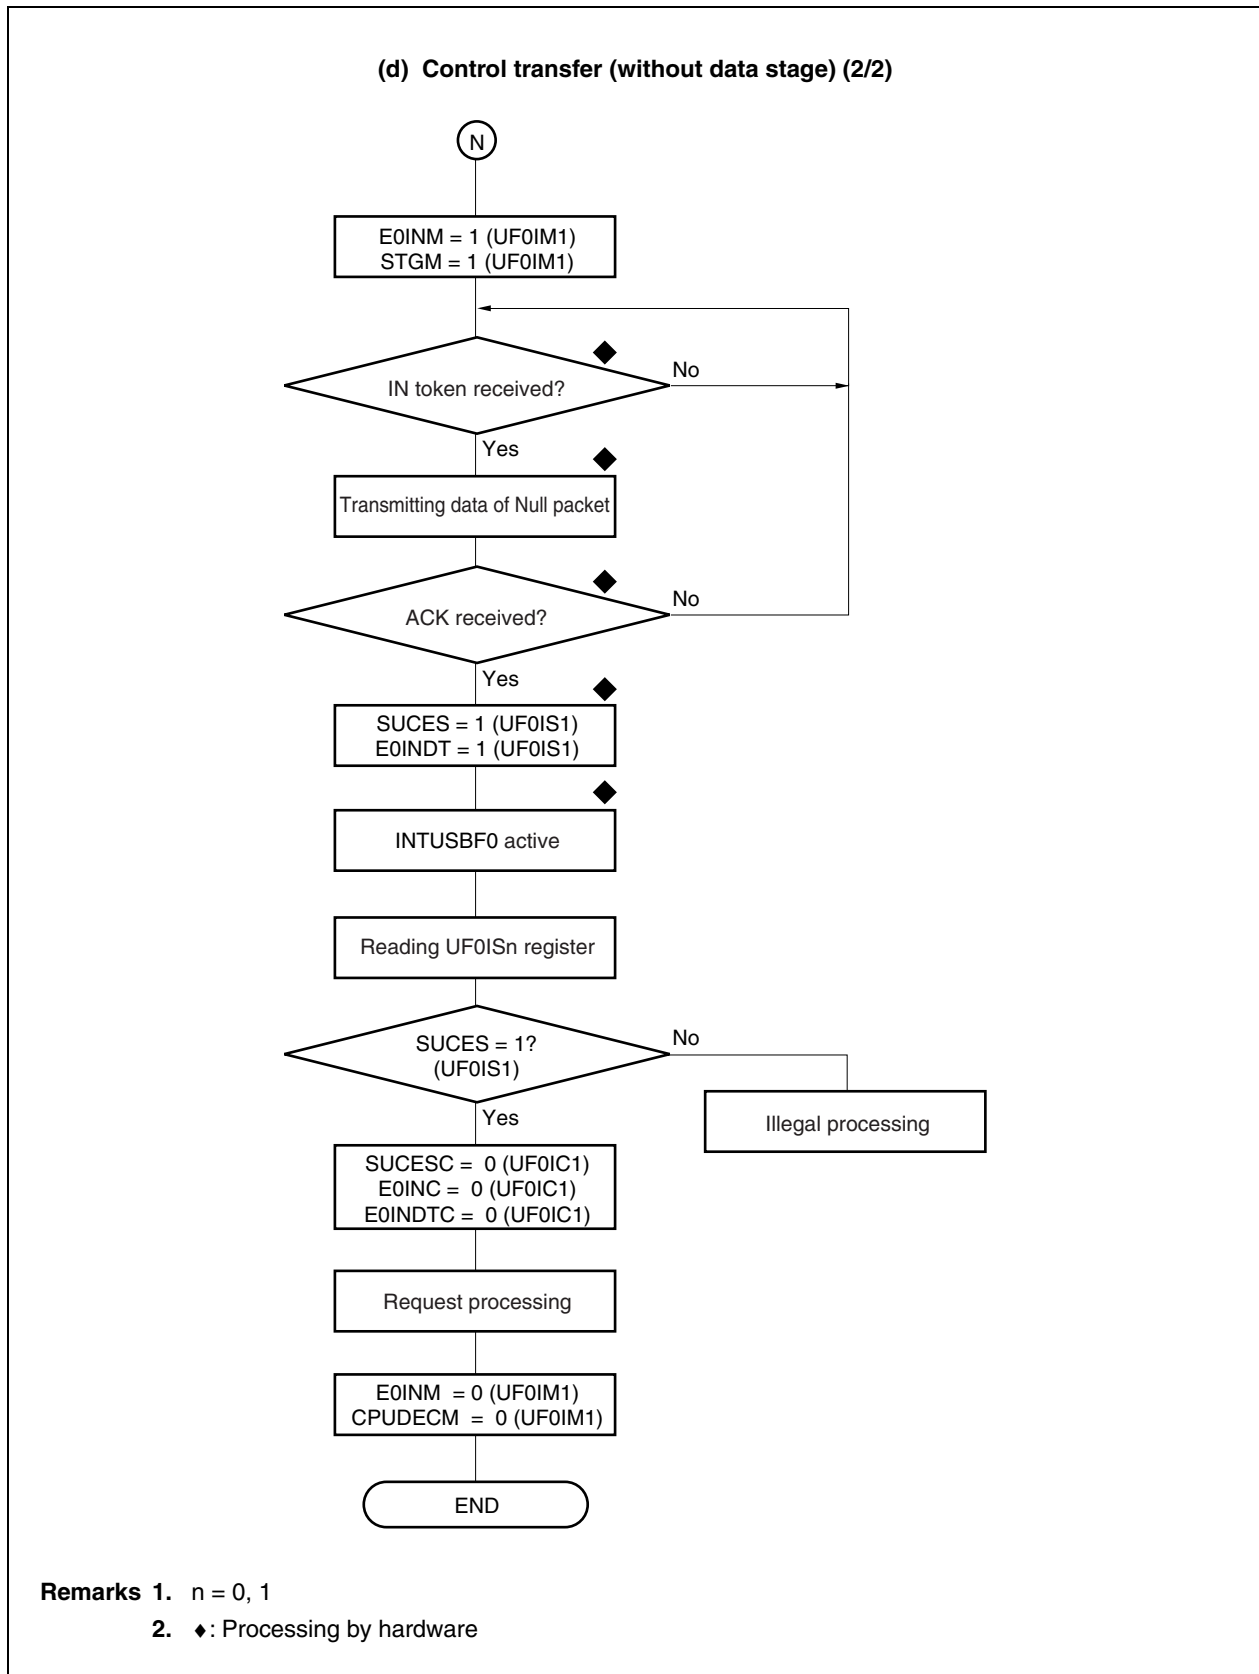 (d) Control transfer (without data stage) (2/2)
N
E0INM = 1 (UF0IM1)
STGM = 1 (UF0IM1)
IN token received?
No
Yes
Transmitting data of Null packet
ACK received?
No
Yes
SUCES = 1 (UF0IS1)
E0INDT = 1 (UF0IS1)
INTUSBF0 active
Reading UF0ISn register
SUCES = 1?
(UF0IS1)
No
Yes
Illegal processing
SUCESC = 0 (UF0IC1)
E0INC = 0 (UF0IC1)
E0INDTC = 0 (UF0IC1)
Request processing
E0INM = 0 (UF0IM1)
CPUDECM = 0 (UF0IM1)
END
Remarks 1. n = 0, 1
2. ♦: Processing by hardware